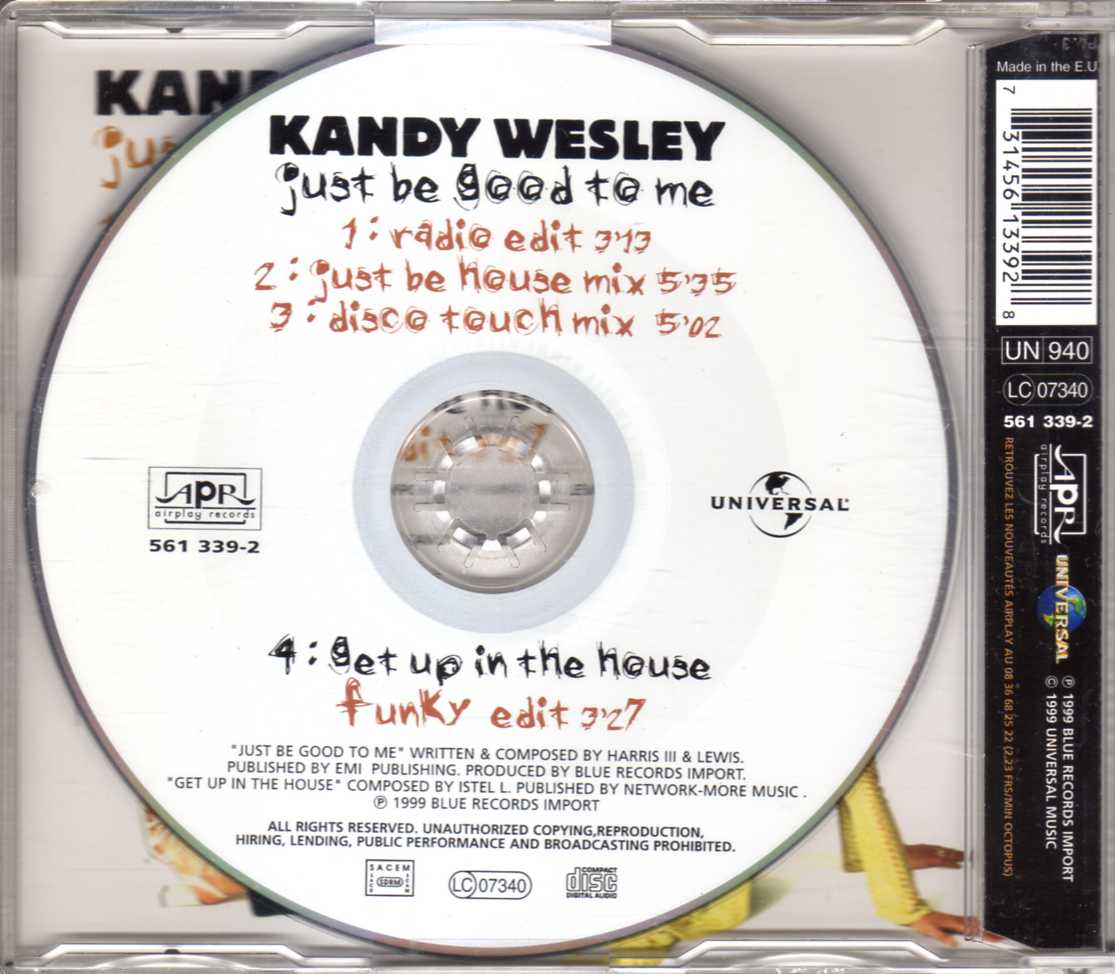 KAN
jus
KANDY WESLEY
just be good to me
1 : radio edit 3'13
2 : just be house mix 5'35
3 : disco touch mix 5'02
APR
airplay records
561 339-2
UNIVERSAL
4 : get up in the house
funky edit 3'27
"JUST BE GOOD TO ME" WRITTEN & COMPOSED BY HARRIS III & LEWIS.
PUBLISHED BY EMI PUBLISHING. PRODUCED BY BLUE RECORDS IMPORT.
"GET UP IN THE HOUSE" COMPOSED BY ISTEL L. PUBLISHED BY NETWORK-MORE MUSIC .
℗ 1999 BLUE RECORDS IMPORT
ALL RIGHTS RESERVED. UNAUTHORIZED COPYING,REPRODUCTION,
HIRING, LENDING, PUBLIC PERFORMANCE AND BROADCASTING PROHIBITED.
SACEM
SDRM
LC 07340
COMPACT
disc
DIGITAL AUDIO
Made in the E.U
7 31456 13392 8
UN 940
LC 07340
561 339-2
APR
airplay records
UNIVERSAL
RETROUVEZ LES NOUVEAUTÉS AIRPLAY AU 08 36 68 25 22 (2,23 FRS/MIN OCTOPUS)
℗ 1999 BLUE RECORDS IMPORT
© 1999 UNIVERSAL MUSIC